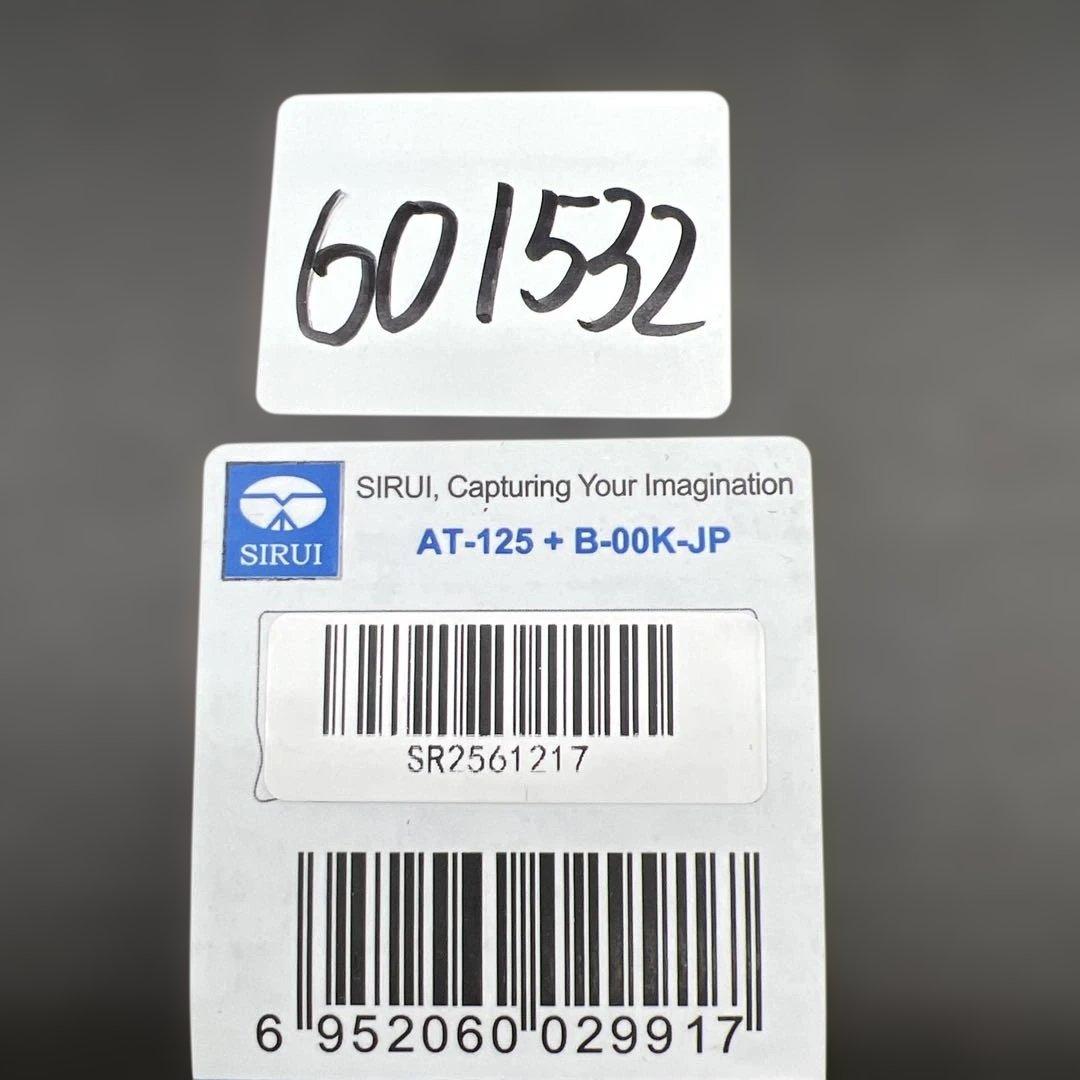 601532
SIRUI, Capturing Your Imagination
SIRUI
AT-125 + B-00K-JP
SR2561217
6 952060 029917